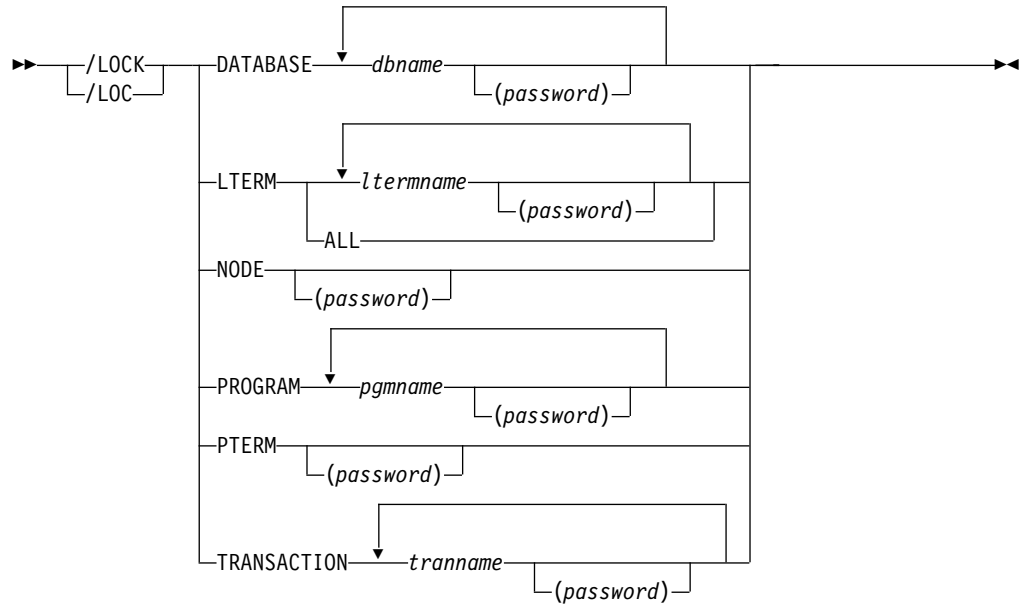 /LOCK DATABASE dbname
/LOC (password)
LTERM ltermname
(password)
ALL
NODE
(password)
PROGRAM pgmname
(password)
PTERM
(password)
TRANSACTION tranname
(password)